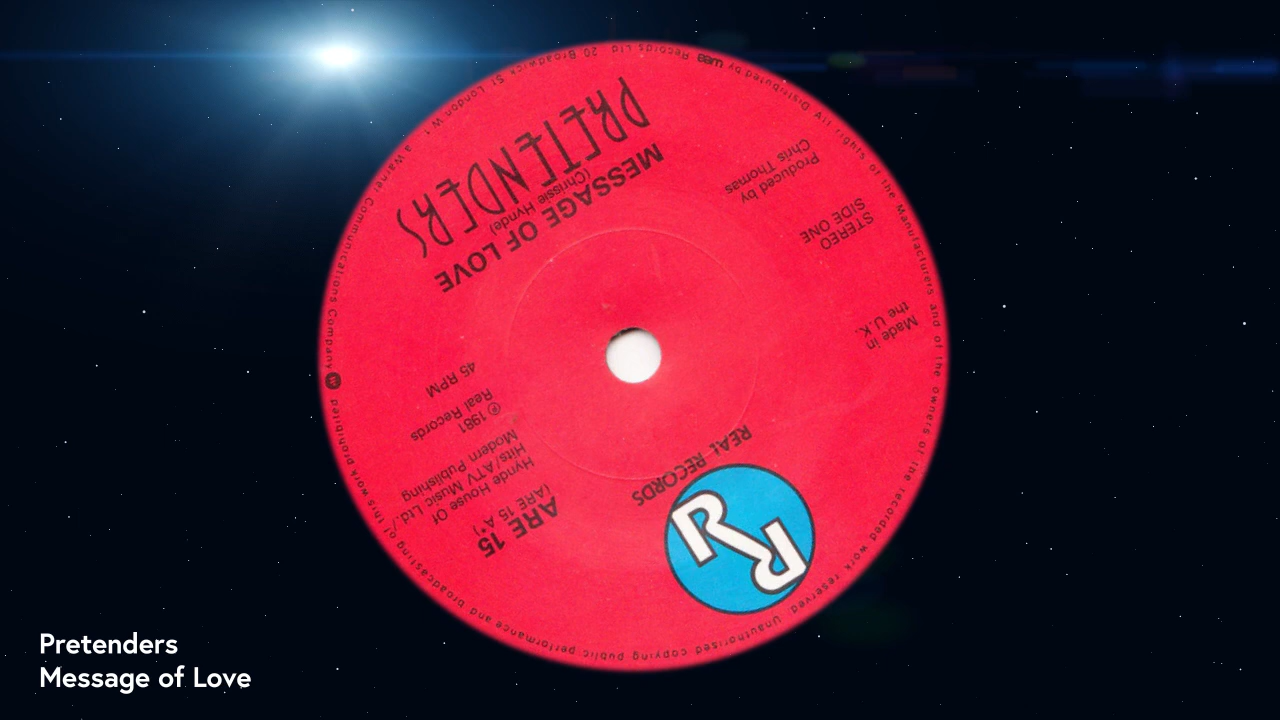 PRETENDERS
MESSAGE OF LOVE
(Chrissie Hynde)
Produced by
Chris Thomas
STEREO
SIDE ONE
Made in
the U.K.
45 RPM
℗ 1981
Real Records
Hynde House Of
Hits/ATV Music Ltd./
Modern Publishing
ARE 15
(ARE 15 A*)
REAL RECORDS
RR
All rights of the Manufacturers and of the owners of the recorded work reserved. Unauthorised copying public performance and broadcasting of this work prohibited
W a Warner Communications Company
Real Records Ltd. 20 Broadwick St. London W1
Distributed by wea
Pretenders
Message of Love